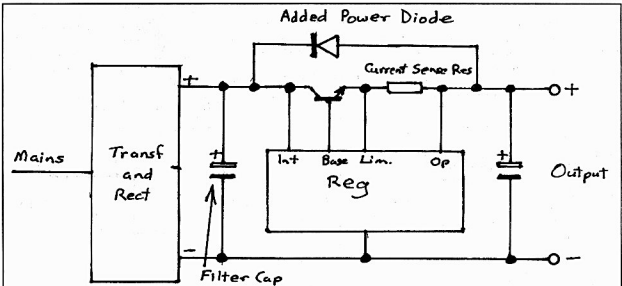 Added Power Diode
Current Sense Res
+
+
Mains
Transf
and
Rect
+
Int
Base
Lim.
Op
Reg
+
Output
-
-
Filter Cap